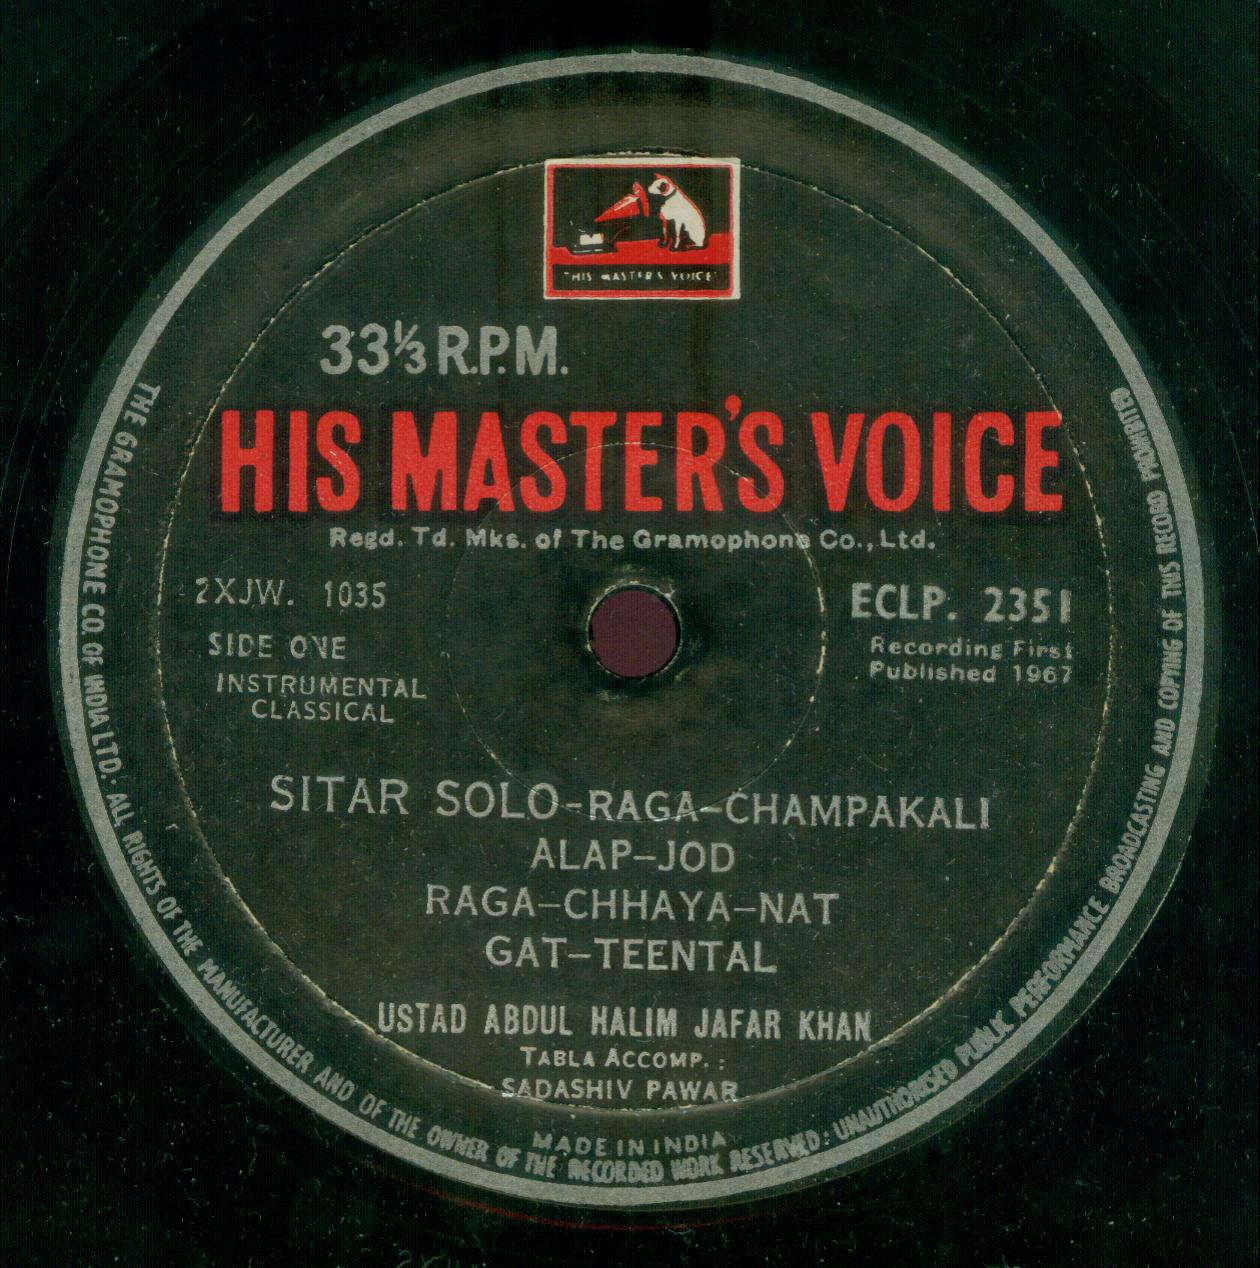 "HIS MASTER'S VOICE"
33⅓ R.P.M.
HIS MASTER'S VOICE
Regd. Td. Mks. of The Gramophone Co., Ltd.
2XJW. 1035
SIDE ONE
INSTRUMENTAL
CLASSICAL
ECLP. 2351
Recording First
Published 1967
SITAR SOLO-RAGA-CHAMPAKALI
ALAP-JOD
RAGA-CHHAYA-NAT
GAT-TEENTAL
USTAD ABDUL HALIM JAFAR KHAN
TABLA ACCOMP.:
SADASHIV PAWAR
MADE IN INDIA
THE GRAMOPHONE CO. OF INDIA LTD. ALL RIGHTS OF THE MANUFACTURER AND OF THE OWNER OF THE RECORDED WORK RESERVED: UNAUTHORISED PUBLIC PERFORMANCE BROADCASTING AND COPYING OF THIS RECORD PROHIBITED